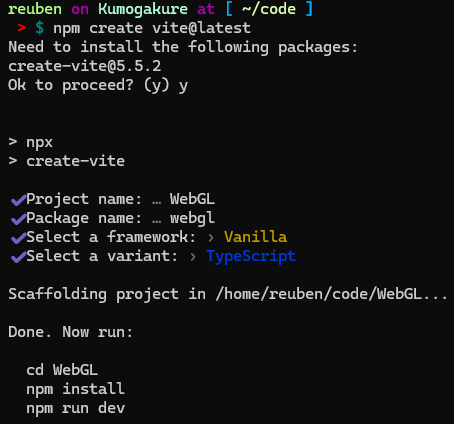 reuben on Kumogakure at [ ~/code ]
> $ npm create vite@latest
Need to install the following packages:
create-vite@5.5.2
Ok to proceed? (y) y
> npx
> create-vite
✔Project name: … WebGL
✔Package name: … webgl
✔Select a framework: › Vanilla
✔Select a variant: › TypeScript
Scaffolding project in /home/reuben/code/WebGL...
Done. Now run:
cd WebGL
npm install
npm run dev